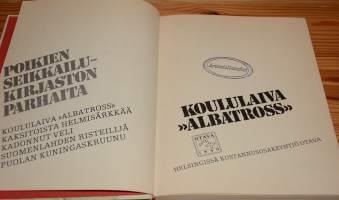 POIKIEN
SEIKKAILU-
KIRJASTON
PARHAITA
KOULULAIVA »ALBATROSS»
KAKSITOISTA HELMISÄRKKÄÄ
KADONNUT VELI
SUOMENLAHDEN RISTEILIJÄ
PUOLAN KUNINGASKRUUNU
KOULULAIVA
»ALBATROSS»
OTAVA
HELSINGISSÄ KUSTANNUSOSAKEYHTIÖ OTAVA